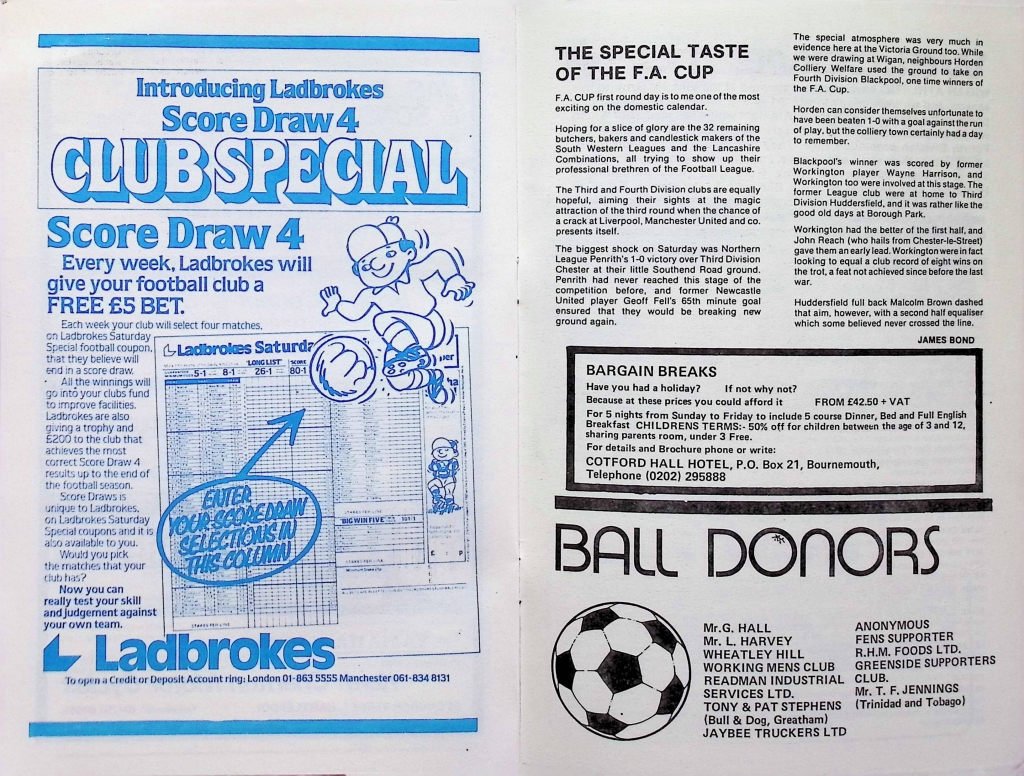 Introducing Ladbrokes
Score Draw 4
CLUB SPECIAL
Score Draw 4
Every week, Ladbrokes will
give your football club a
FREE £5 BET.
Each week your club will select four matches,
on Ladbrokes Saturday
Special football coupon,
that they believe will
end in a score draw.
All the winnings will
go into your clubs fund
to improve facilities.
Ladbrokes are also
giving a trophy and
£200 to the club that
achieves the most
correct Score Draw 4
results up to the end of
the football season.
Score Draws is
unique to Ladbrokes,
on Ladbrokes Saturday
Special coupons and it is
also available to you.
Would you pick
the matches that your
club has?
Now you can
really test your skill
and judgement against
your own team.
Ladbrokes Saturda
LONG LIST
SCORE
5-1 8-1 26-1 80-1
ENTER
YOUR SCORE DRAW
SELECTIONS IN
THIS COLUMN
"BIG WIN FIVE"
STAKES PER LINE
Ladbrokes
To open a Credit or Deposit Account ring: London 01-863 5555 Manchester 061-834 8131
THE SPECIAL TASTE
OF THE F.A. CUP
F.A. CUP first round day is to me one of the most
exciting on the domestic calendar.
Hoping for a slice of glory are the 32 remaining
butchers, bakers and candlestick makers of the
South Western Leagues and the Lancashire
Combinations, all trying to show up their
professional brethren of the Football League.
The Third and Fourth Division clubs are equally
hopeful, aiming their sights at the magic
attraction of the third round when the chance of
a crack at Liverpool, Manchester United and co.
presents itself.
The biggest shock on Saturday was Northern
League Penrith's 1-0 victory over Third Division
Chester at their little Southend Road ground.
Penrith had never reached this stage of the
competition before, and former Newcastle
United player Geoff Fell's 65th minute goal
ensured that they would be breaking new
ground again.
The special atmosphere was very much in
evidence here at the Victoria Ground too. While
we were drawing at Wigan, neighbours Horden
Colliery Welfare used the ground to take on
Fourth Division Blackpool, one time winners of
the F.A. Cup.
Horden can consider themselves unfortunate to
have been beaten 1-0 with a goal against the run
of play, but the colliery town certainly had a day
to remember.
Blackpool's winner was scored by former
Workington player Wayne Harrison, and
Workington too were involved at this stage. The
former League club were at home to Third
Division Huddersfield, and it was rather like the
good old days at Borough Park.
Workington had the better of the first half, and
John Reach (who hails from Chester-le-Street)
gave them an early lead. Workington were in fact
looking to equal a club record of eight wins on
the trot, a feat not achieved since before the last
war.
Huddersfield full back Malcolm Brown dashed
that aim, however, with a second half equaliser
which some believed never crossed the line.
JAMES BOND
BARGAIN BREAKS
Have you had a holiday? If not why not?
Because at these prices you could afford it FROM £42.50 + VAT
For 5 nights from Sunday to Friday to include 5 course Dinner, Bed and Full English
Breakfast CHILDRENS TERMS:- 50% off for children between the age of 3 and 12,
sharing parents room, under 3 Free.
For details and Brochure phone or write:
COTFORD HALL HOTEL, P.O. Box 21, Bournemouth,
Telephone (0202) 295888
BALL DONORS
Mr.G. HALL
Mr. L. HARVEY
WHEATLEY HILL
WORKING MENS CLUB
READMAN INDUSTRIAL
SERVICES LTD.
TONY & PAT STEPHENS
(Bull & Dog, Greatham)
JAYBEE TRUCKERS LTD
ANONYMOUS
FENS SUPPORTER
R.H.M. FOODS LTD.
GREENSIDE SUPPORTERS
CLUB.
Mr. T. F. JENNINGS
(Trinidad and Tobago)